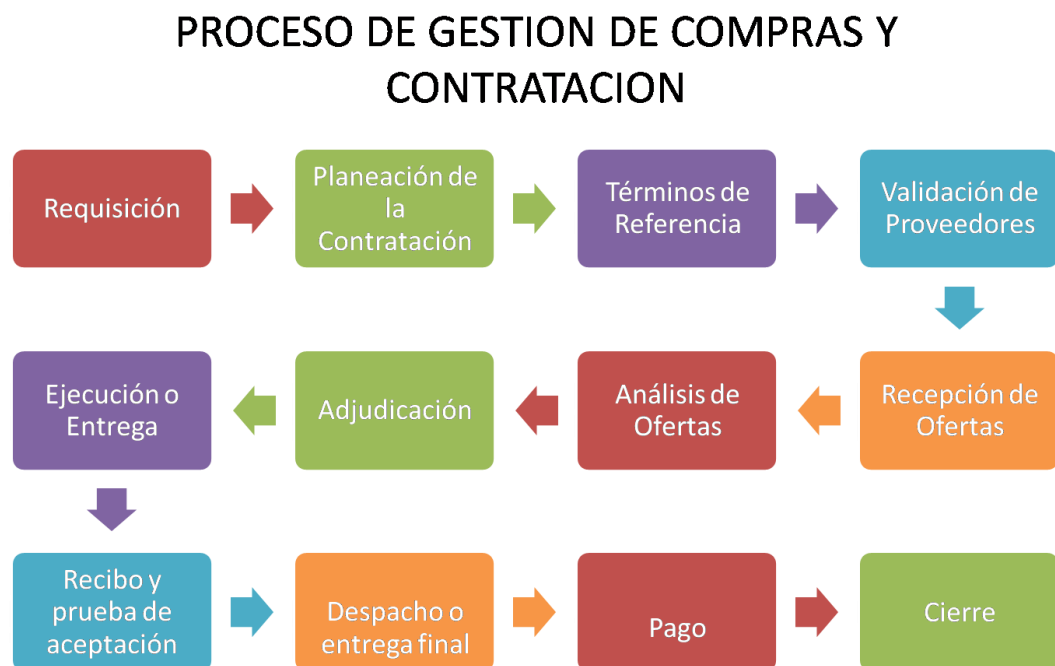 PROCESO DE GESTION DE COMPRAS Y
CONTRATACION
Requisición
Planeación de
la
Contratación
Términos de
Referencia
Validación de
Proveedores
Recepción de
Ofertas
Análisis de
Ofertas
Adjudicación
Ejecución o
Entrega
Recibo y
prueba de
aceptación
Despacho o
entrega final
Pago
Cierre